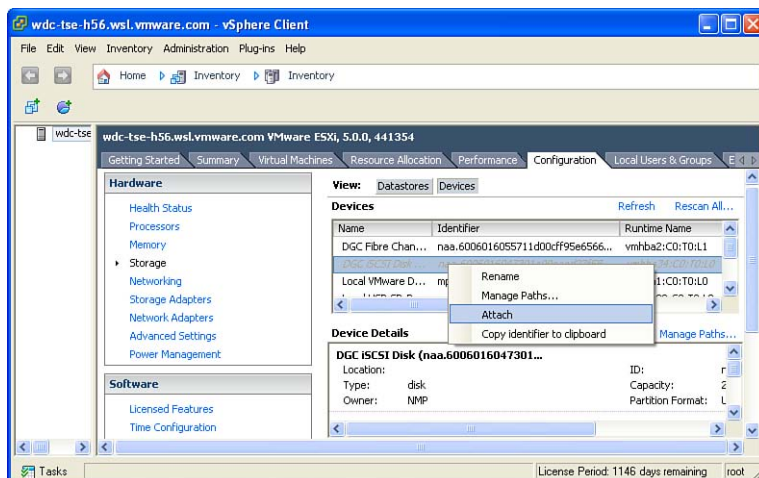 wdc-tse-h56.wsl.vmware.com - vSphere Client
File Edit View Inventory Administration Plug-ins Help
Home Inventory Inventory
wdc-tse
wdc-tse-h56.wsl.vmware.com VMware ESXi, 5.0.0, 441354
Getting Started Summary Virtual Machines Resource Allocation Performance Configuration Local Users & Groups E
Hardware
Health Status
Processors
Memory
Storage
Networking
Storage Adapters
Network Adapters
Advanced Settings
Power Management
Software
Licensed Features
Time Configuration
View: Datastores Devices
Devices Refresh Rescan All...
Name Identifier Runtime Name
DGC Fibre Chan... naa.6006016055711d00cff95e6566... vmhba2:C0:T0:L1
DGC iSCSI Disk
Local VMware D...
Rename
Manage Paths...
Attach
Copy identifier to clipboard
Device Details Manage Paths...
DGC iSCSI Disk (naa.6006016047301...
Location: ID:
Type: disk Capacity: 2
Owner: NMP Partition Format:
Tasks License Period: 1146 days remaining root